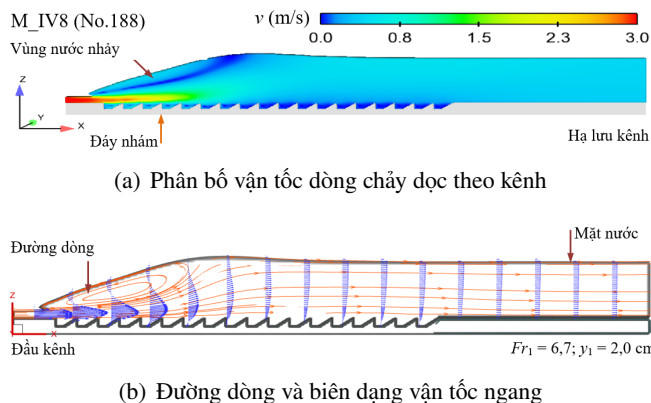 M_IV8 (No.188)
v (m/s)
0.0 0.8 1.5 2.3 3.0
Vùng nước nhảy
Z
Y
X
Đáy nhám
Hạ lưu kênh
(a) Phân bố vận tốc dòng chảy dọc theo kênh
Đường dòng
Mặt nước
Z
X
Đầu kênh
Fr₁ = 6,7; y₁ = 2,0 cm
(b) Đường dòng và biên dạng vận tốc ngang